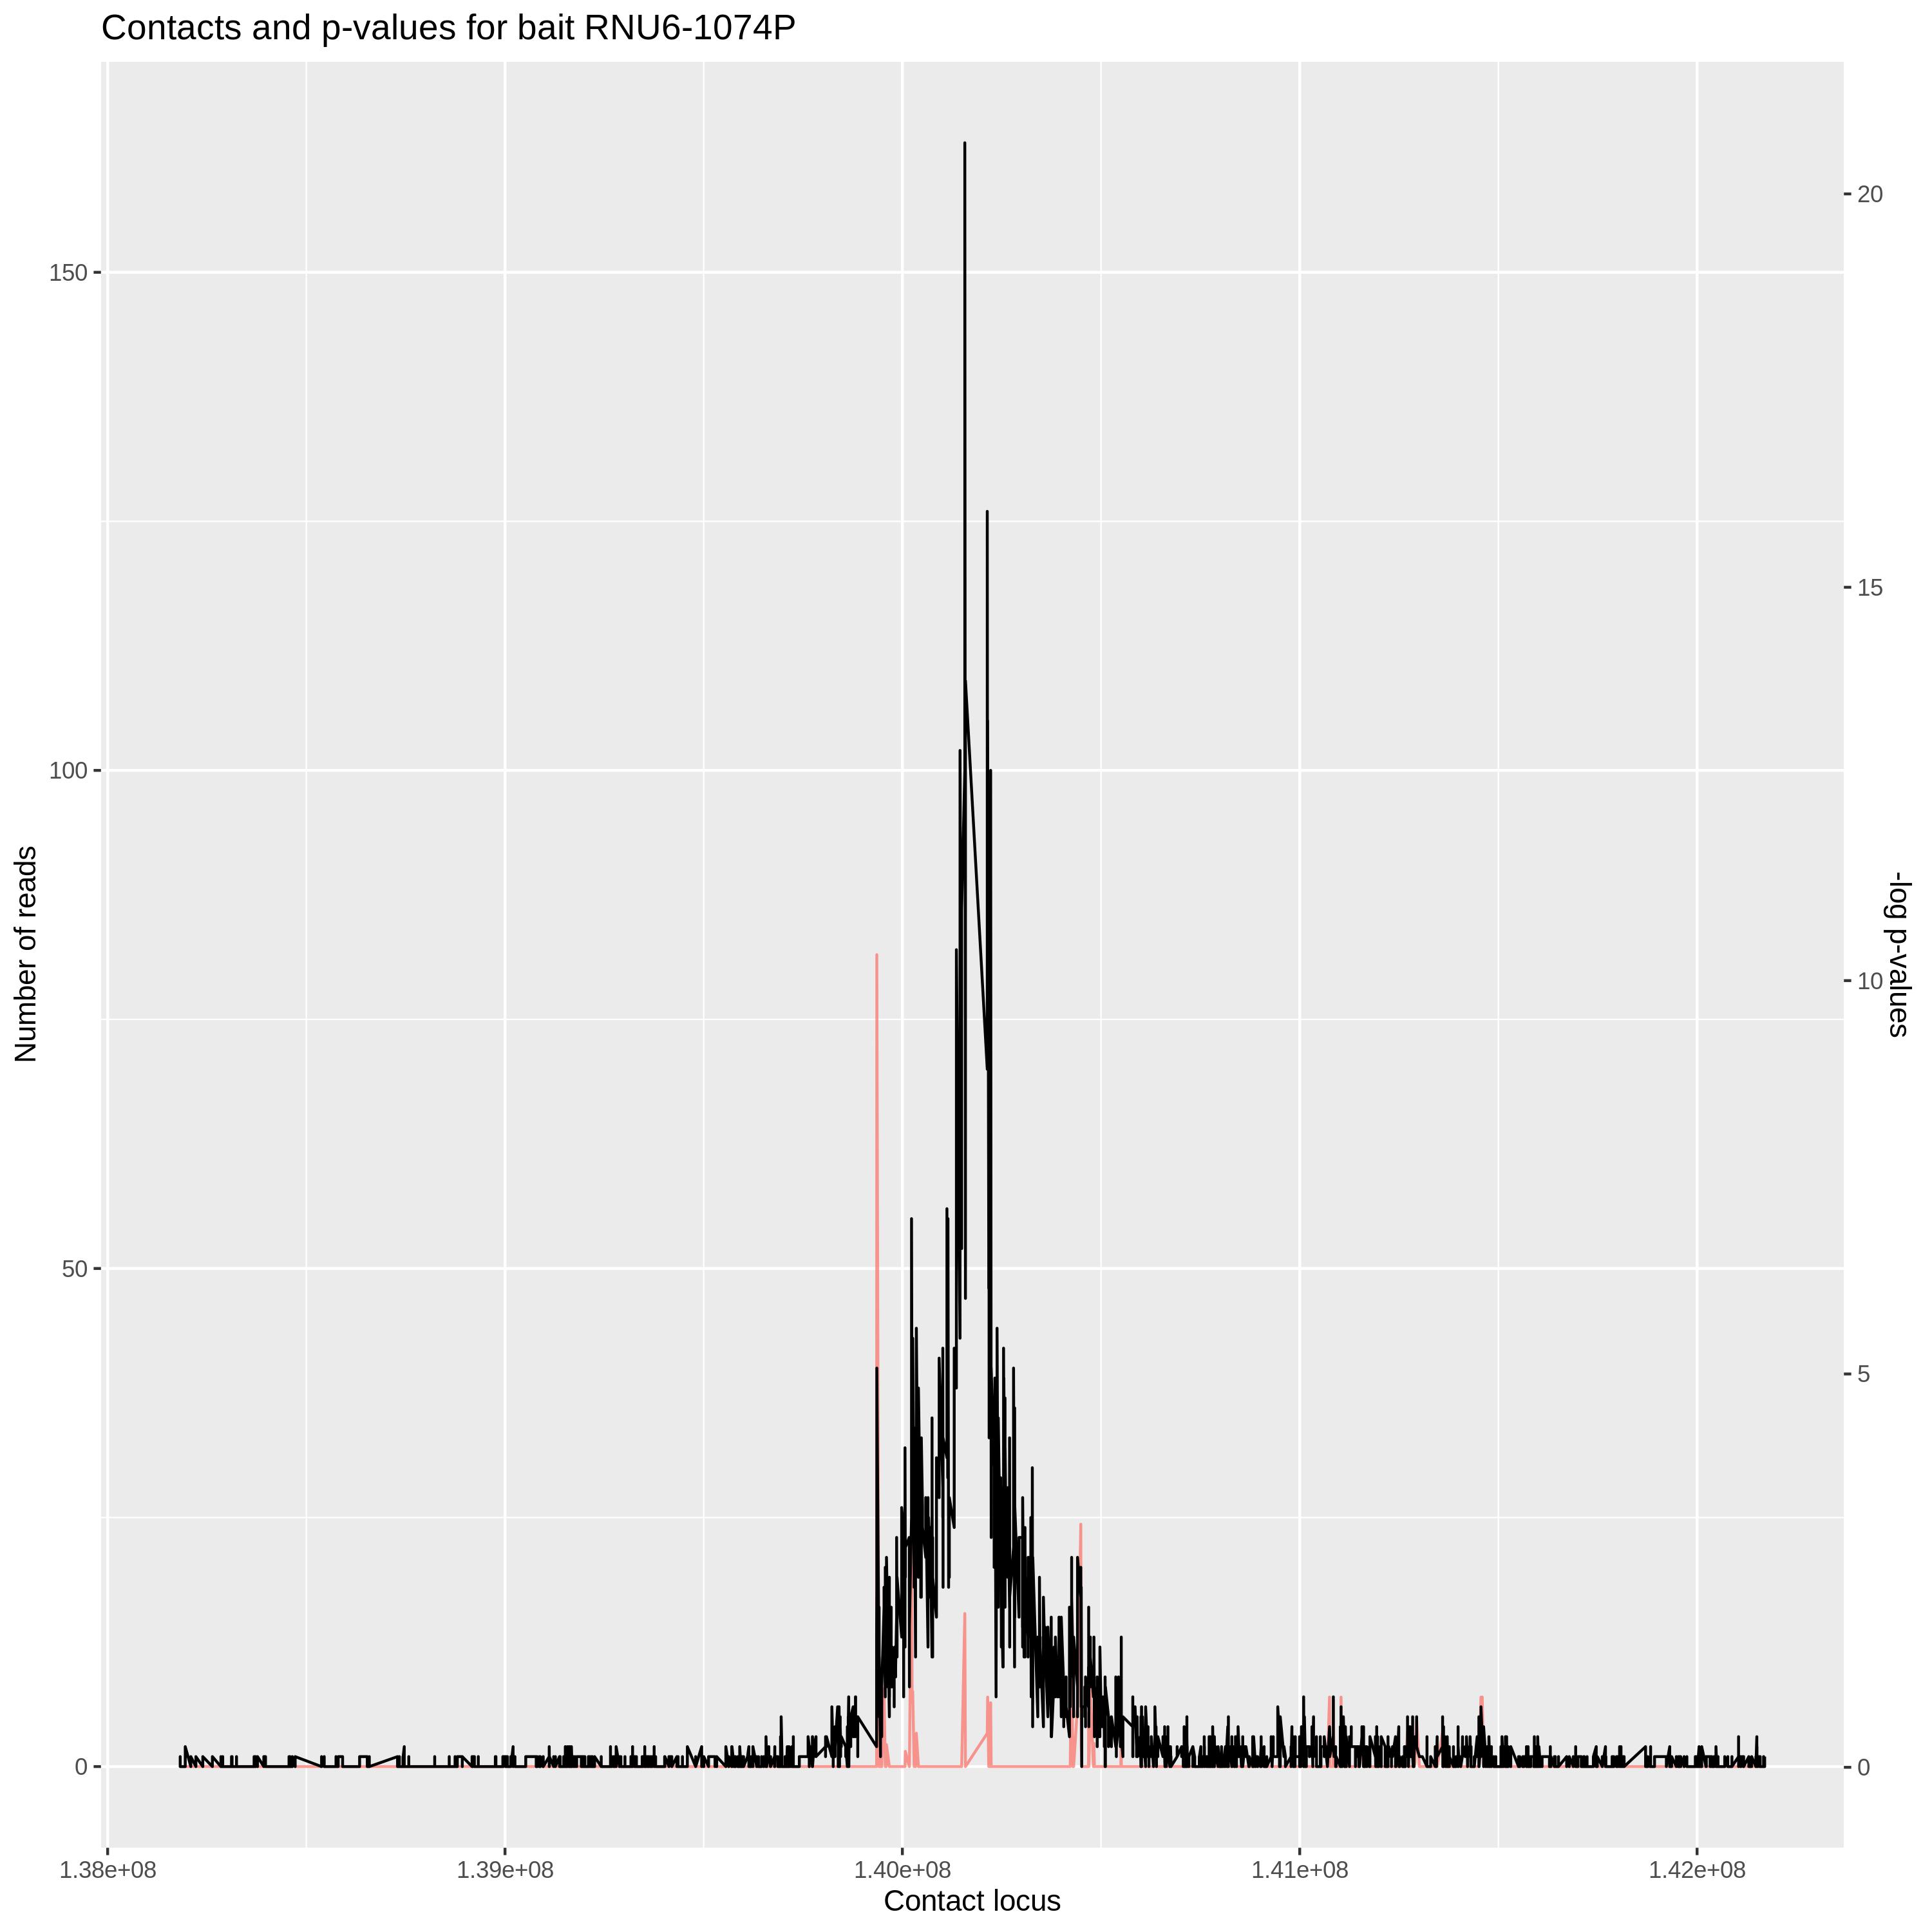 Contacts and p-values for bait RNU6-1074P
150
100
50
0
20
15
10
5
0
Number of reads
-log p-values
1.38e+08
1.39e+08
1.40e+08
1.41e+08
1.42e+08
Contact locus